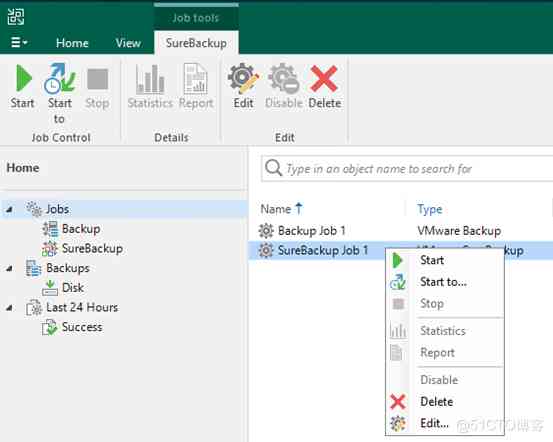 Job tools
Home View SureBackup
Start Start to Stop Statistics Report Edit Disable Delete
Job Control Details Edit
Home
Type in an object name to search for
Jobs
Backup
SureBackup
Backups
Disk
Last 24 Hours
Success
Name Type
Backup Job 1 VMware Backup
SureBackup Job 1
Start
Start to...
Stop
Statistics
Report
Disable
Delete
Edit...
@51CTO博客